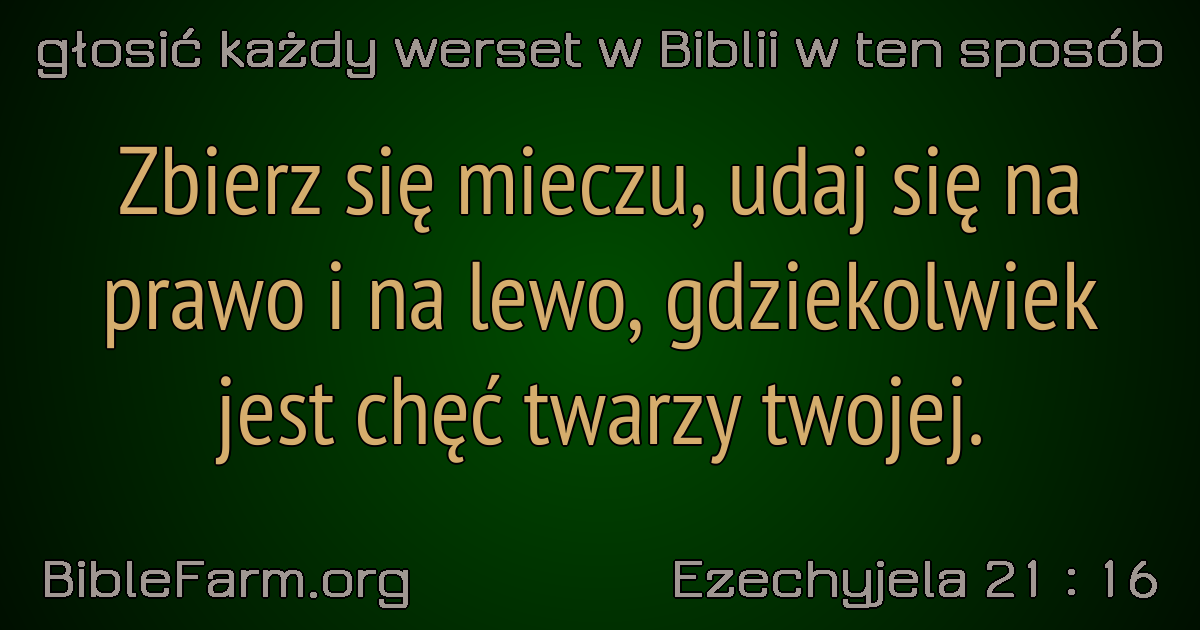 głosić każdy werset w Biblii w ten sposób
Zbierz się mieczu, udaj się na
prawo i na lewo, gdziekolwiek
jest chęć twarzy twojej.
BibleFarm.org
Ezechyjela 21 : 16